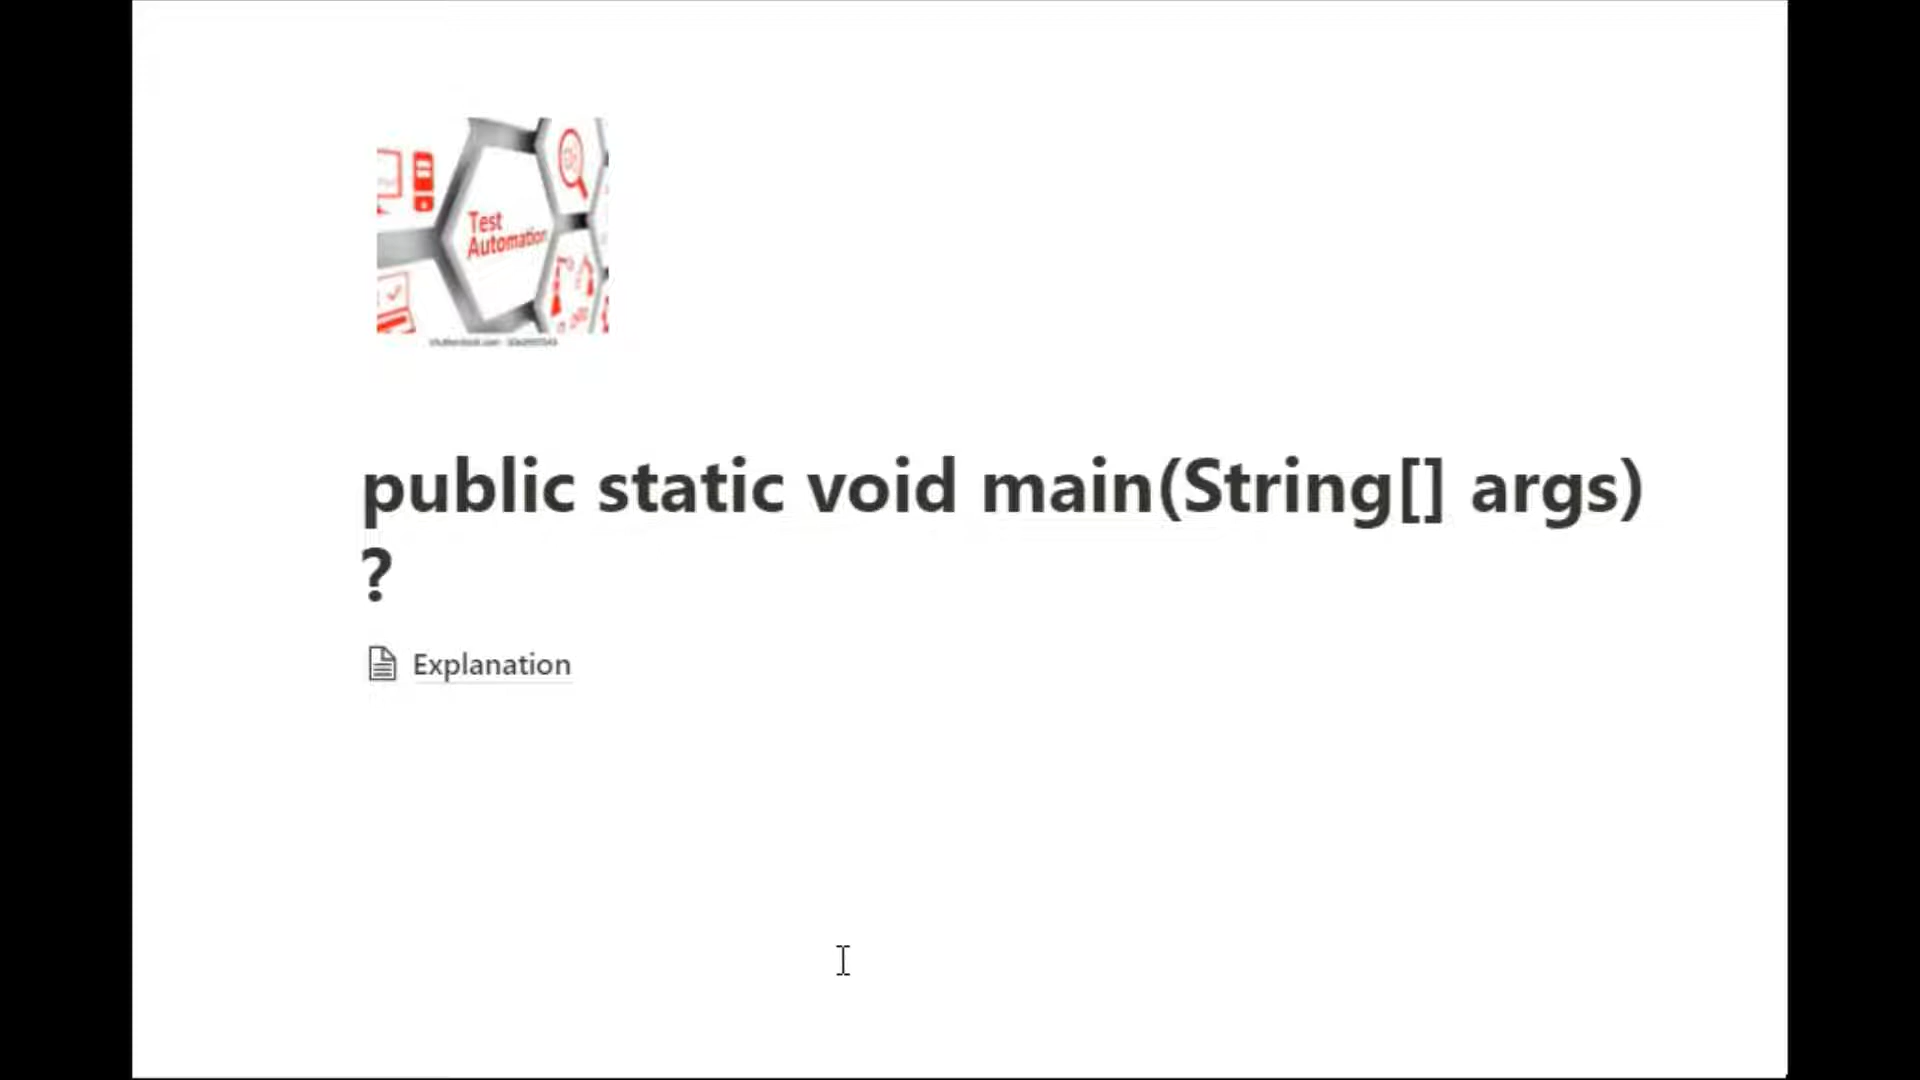 Test
Automation
public static void main(String[] args)
?
Explanation